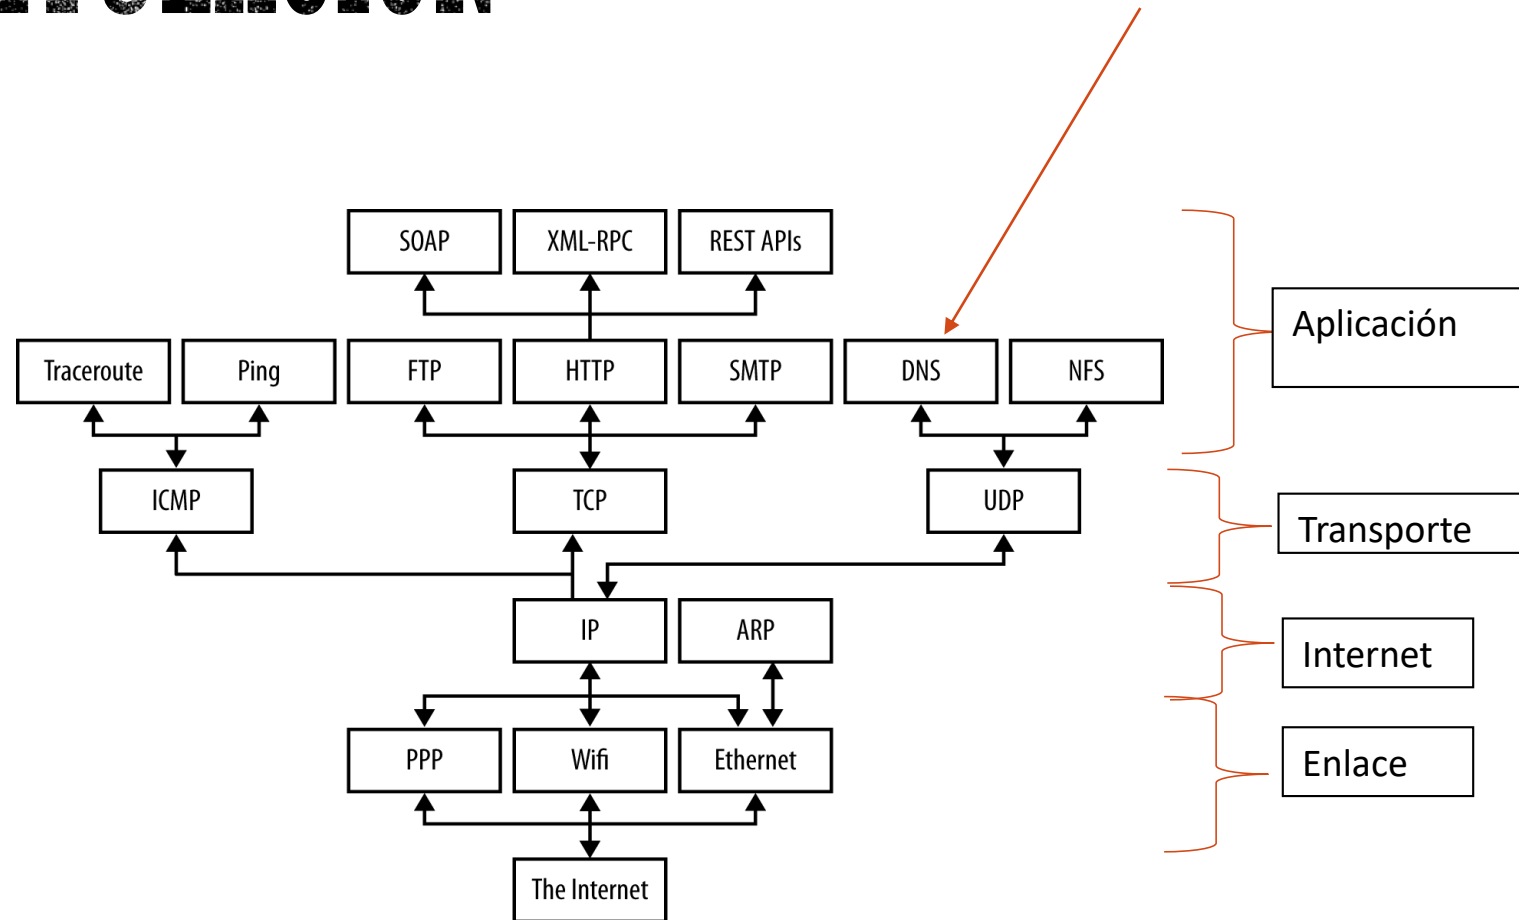 SOAP
XML-RPC
REST APIs
Aplicación
Traceroute
Ping
FTP
HTTP
SMTP
DNS
NFS
ICMP
TCP
UDP
Transporte
IP
ARP
Internet
PPP
Wifi
Ethernet
Enlace
The Internet